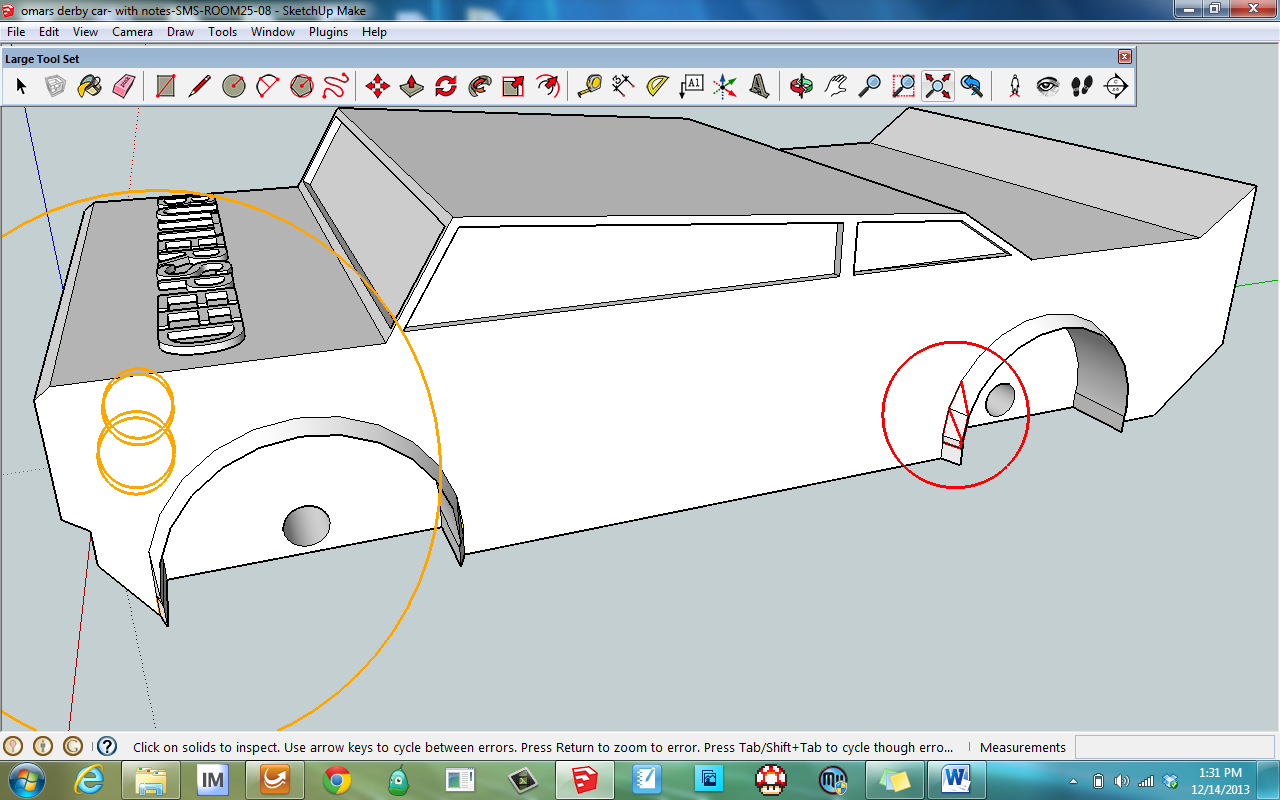 omars derby car- with notes-SMS-ROOM25-08 - SketchUp Make
File Edit View Camera Draw Tools Window Plugins Help
Large Tool Set
A1
Click on solids to inspect. Use arrow keys to cycle between errors. Press Return to zoom to error. Press Tab/Shift+Tab to cycle though erro...
Measurements
IM
1:31 PM
12/14/2013